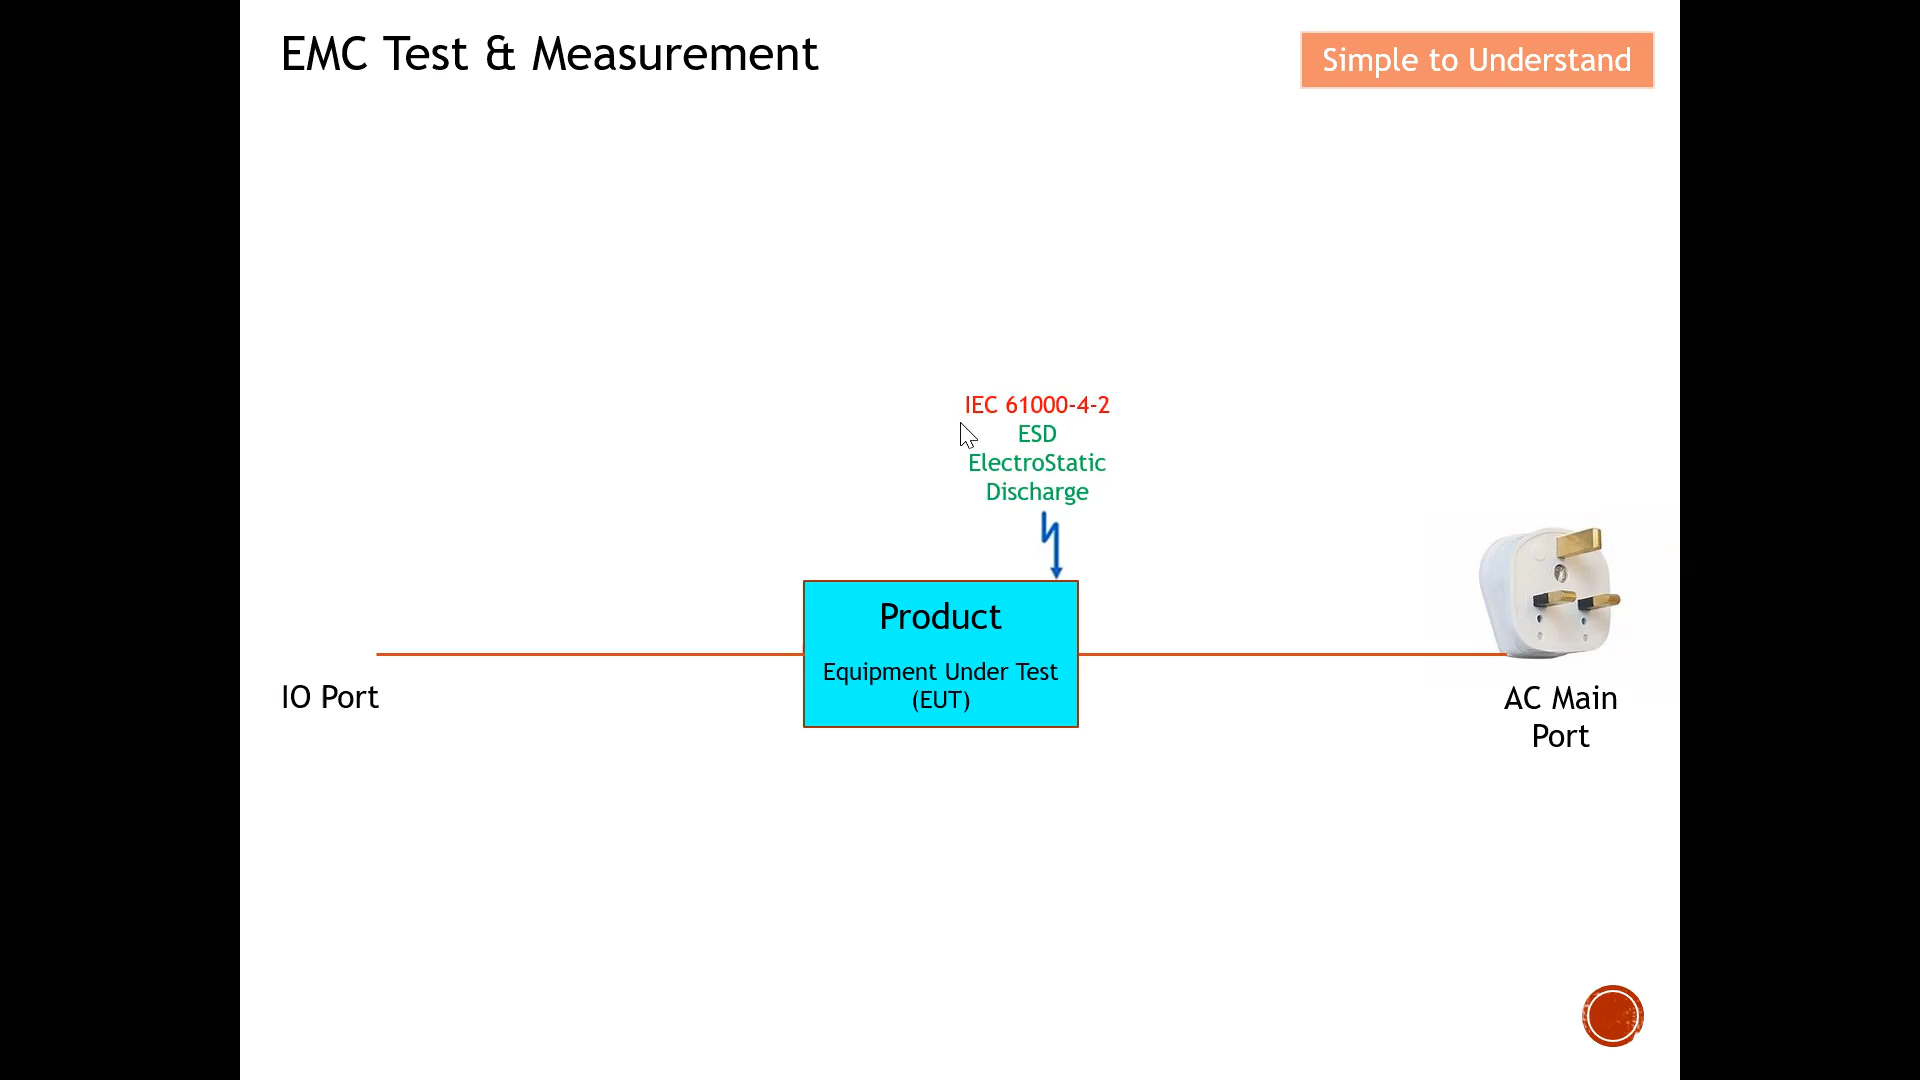 EMC Test & Measurement
Simple to Understand
IEC 61000-4-2
ESD
ElectroStatic
Discharge
Product
Equipment Under Test
(EUT)
IO Port
AC Main
Port